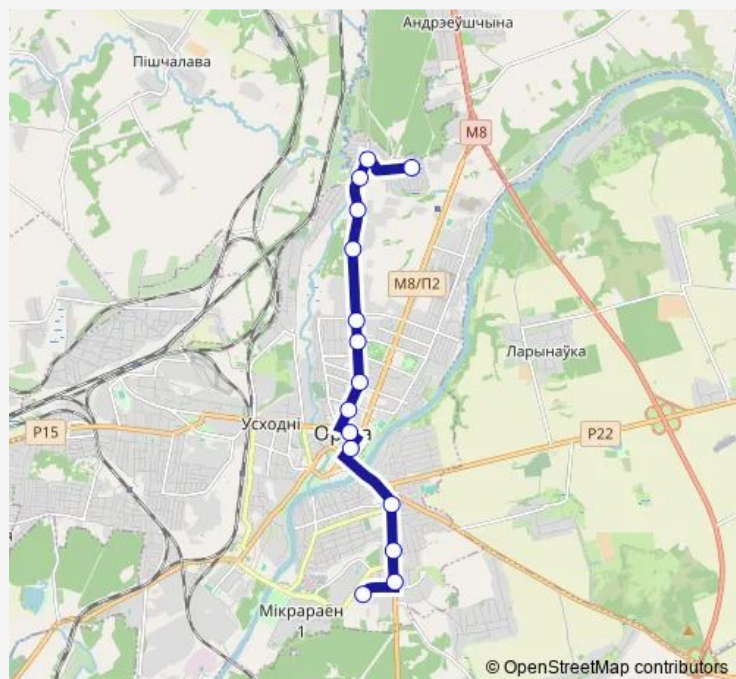 Андрэеўшчына
Пішчалава
M8
M8/П2
Ларынаўка
Усходні
P15
P22
Мікрараён
1
© OpenStreetMap contributors